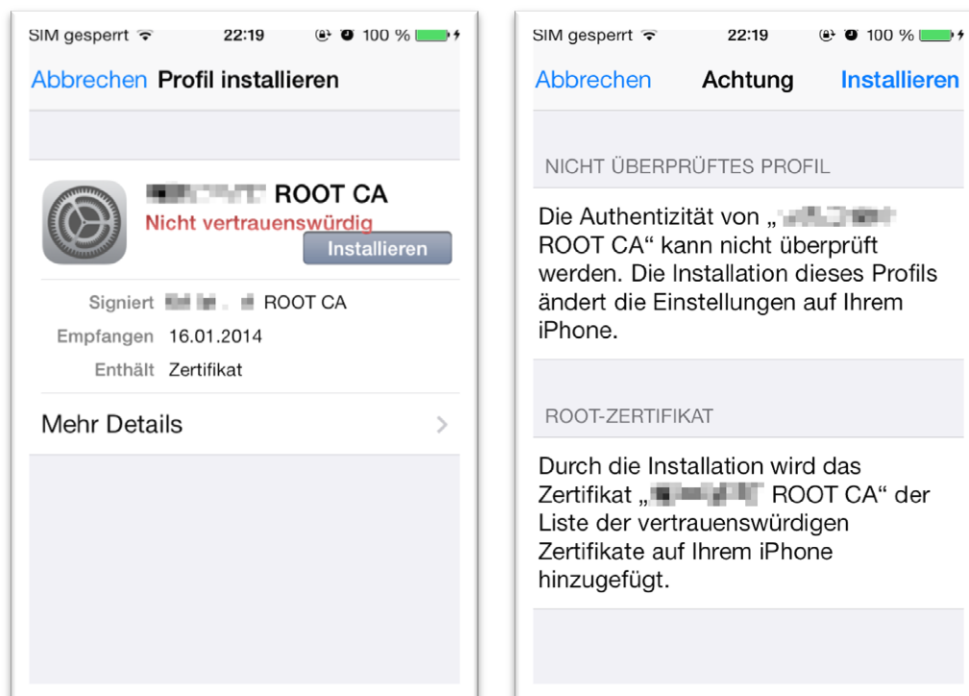 SIM gesperrt 22:19 100 %
Abbrechen Profil installieren
ROOT CA
Nicht vertrauenswürdig
Installieren
Signiert ROOT CA
Empfangen 16.01.2014
Enthält Zertifikat
Mehr Details
SIM gesperrt 22:19 100 %
Abbrechen Achtung Installieren
NICHT ÜBERPRÜFTES PROFIL
Die Authentizität von „
ROOT CA“ kann nicht überprüft
werden. Die Installation dieses Profils
ändert die Einstellungen auf Ihrem
iPhone.
ROOT-ZERTIFIKAT
Durch die Installation wird das
Zertifikat „ ROOT CA“ der
Liste der vertrauenswürdigen
Zertifikate auf Ihrem iPhone
hinzugefügt.